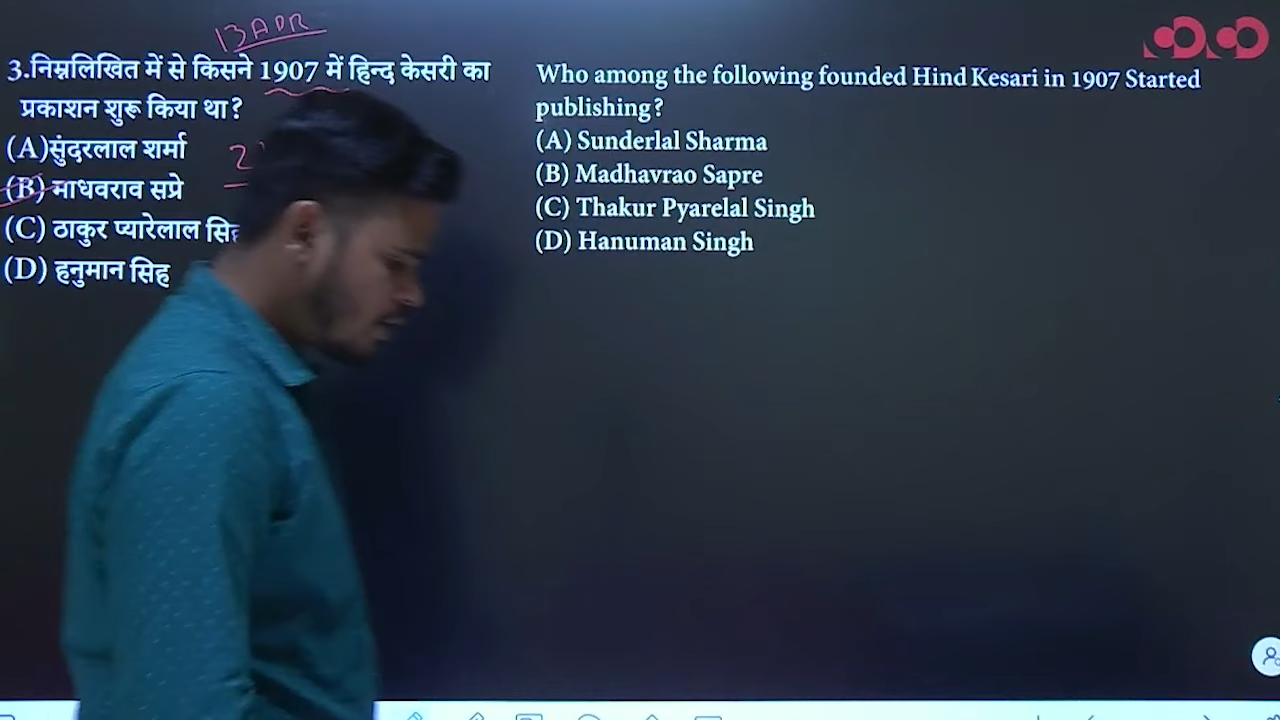 13 APR
3.निम्नलिखित में से किसने 1907 में हिन्द केसरी का
प्रकाशन शुरू किया था?
(A)सुंदरलाल शर्मा
(B) माधवराव सप्रे
(C) ठाकुर प्यारेलाल
(D) हनुमान सिह
Who among the following founded Hind Kesari in 1907 Started
publishing?
(A) Sunderlal Sharma
(B) Madhavrao Sapre
(C) Thakur Pyarelal Singh
(D) Hanuman Singh